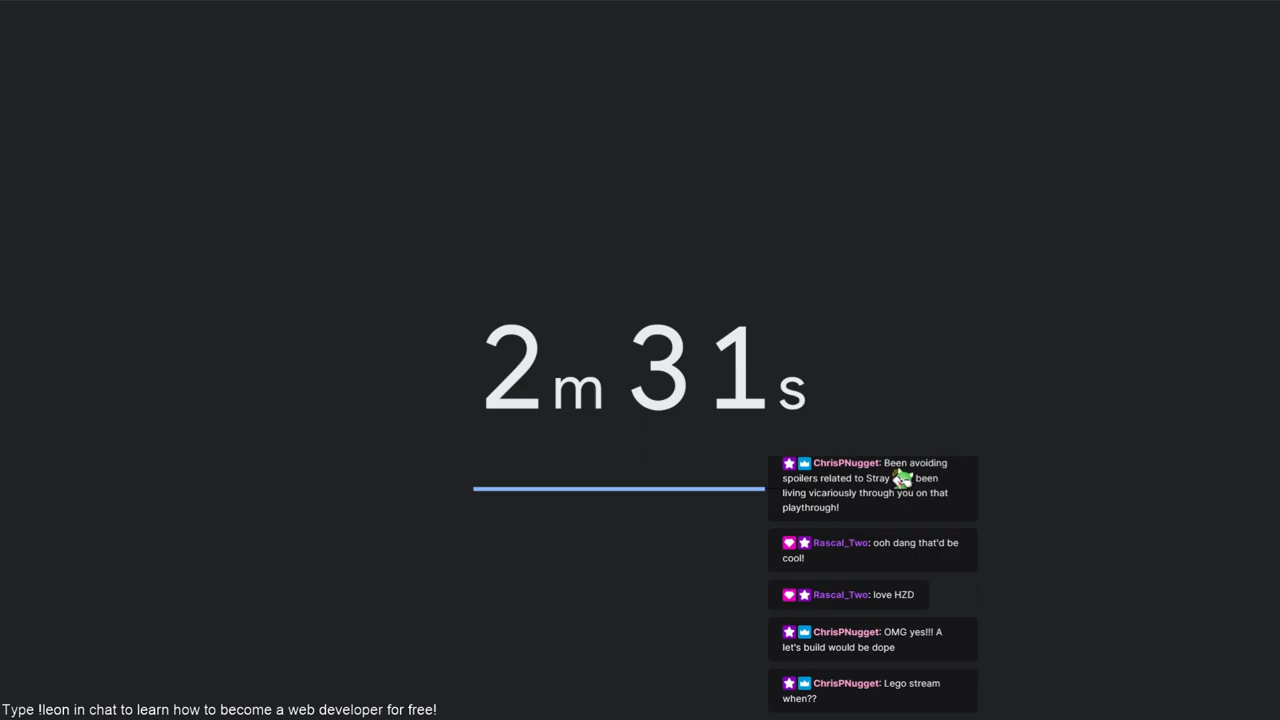 2m 31s
ChrisPNugget: Been avoiding
spoilers related to Stray been
living vicariously through you on that
playthrough!
Rascal_Two: ooh dang that'd be
cool!
Rascal_Two: love HZD
ChrisPNugget: OMG yes!!! A
let's build would be dope
ChrisPNugget: Lego stream
when??
Type !leon in chat to learn how to become a web developer for free!